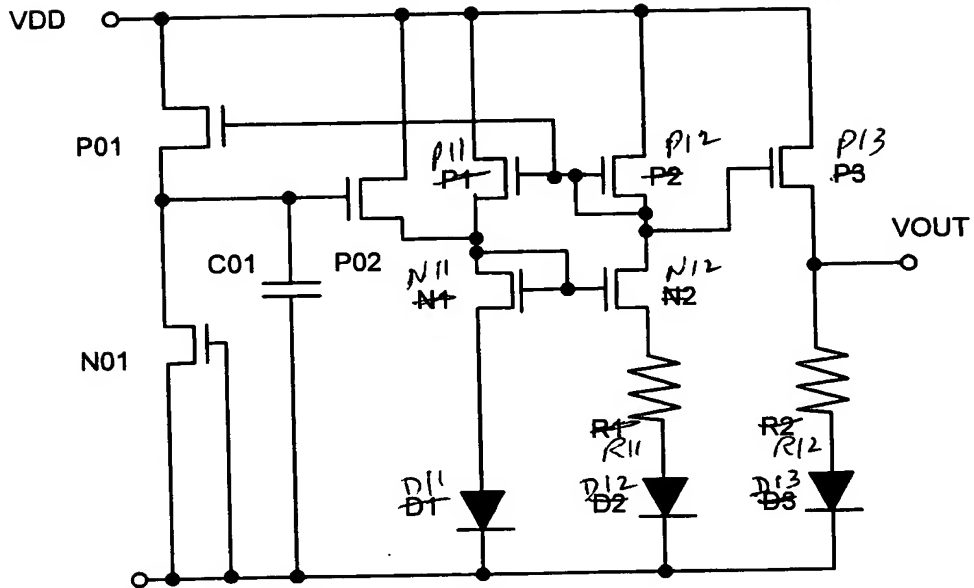 VDD
P01
P11
P1
P12
P2
P13
P3
VOUT
C01
P02
N11
N1
N12
N2
N01
R1
R11
R2
R12
D11
D1
D12
D2
D13
D3